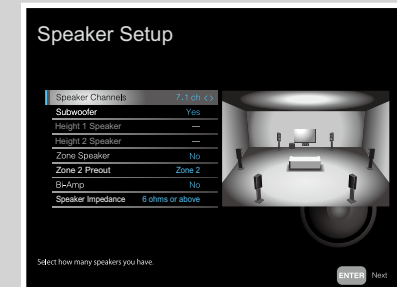 Speaker Setup
Speaker Channels 7.1 ch <>
Subwoofer Yes
Height 1 Speaker ---
Height 2 Speaker ---
Zone Speaker No
Zone 2 Preout Zone 2
Bi-Amp No
Speaker Impedance 6 ohms or above
Select how many speakers you have.
ENTER Next